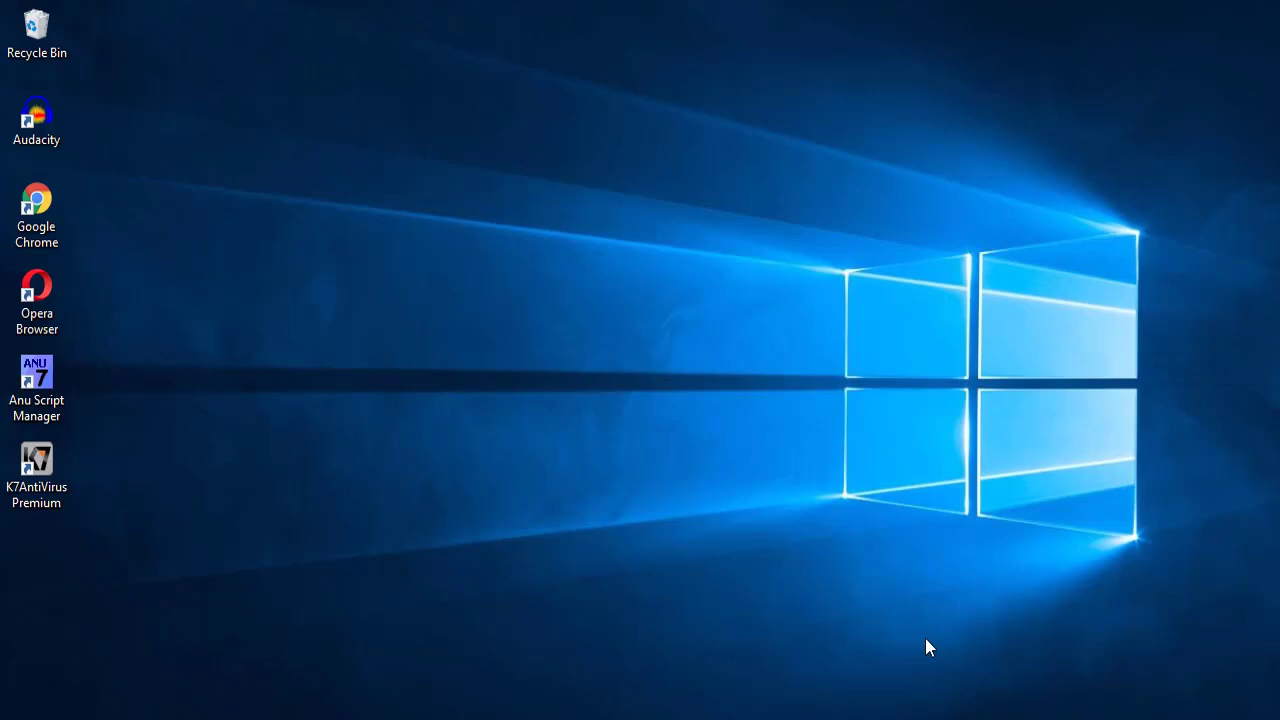 Recycle Bin
Audacity
Google
Chrome
Opera
Browser
ANU
7
Anu Script
Manager
K7
K7AntiVirus
Premium